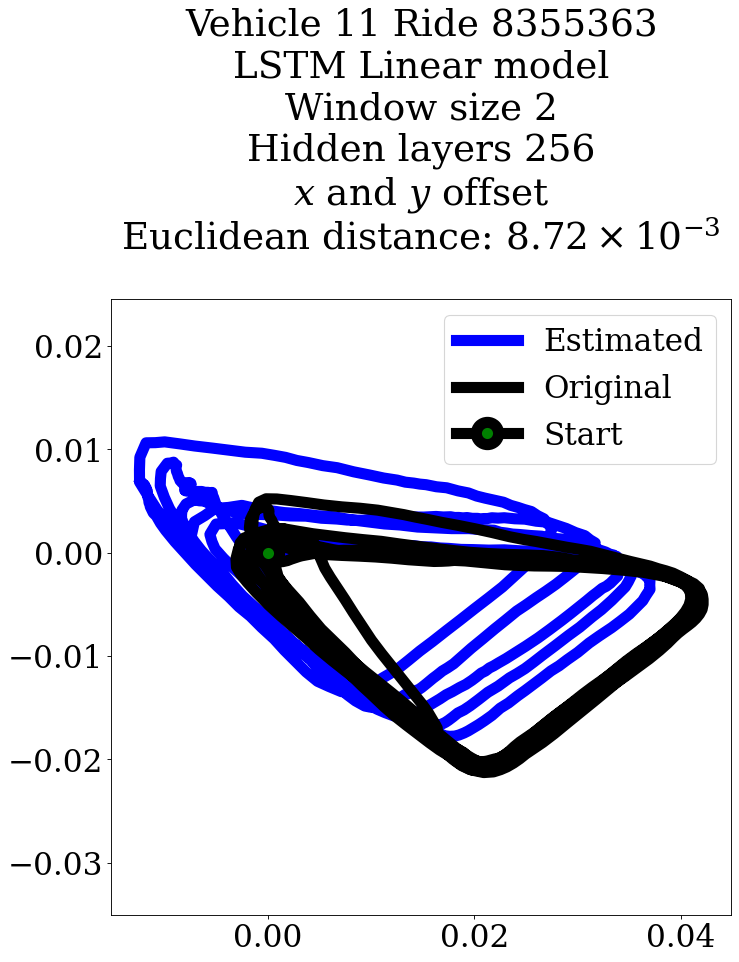 Vehicle 11 Ride 8355363
LSTM Linear model
Window size 2
Hidden layers 256
x and y offset
Euclidean distance: 8.72 × 10⁻³
Estimated
Original
Start
0.02
0.01
0.00
−0.01
−0.02
−0.03
0.00 0.02 0.04